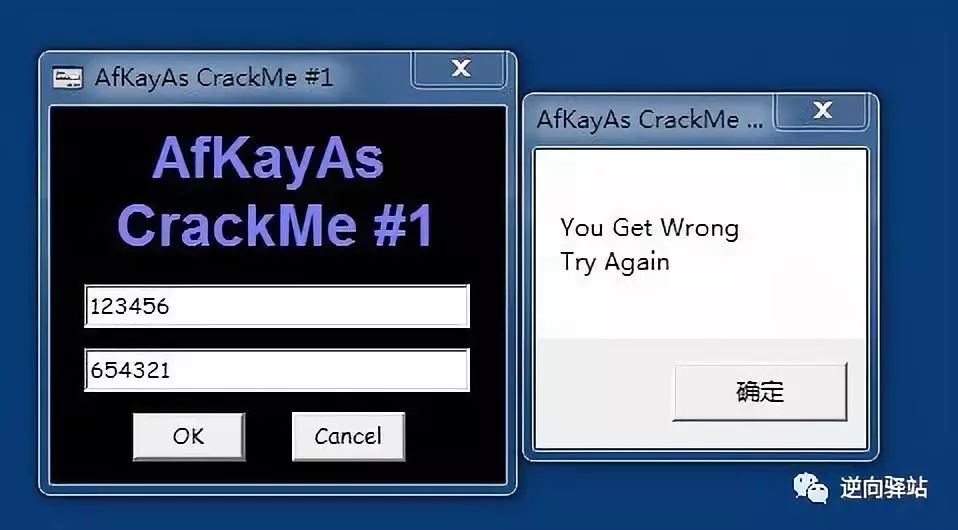 AfKayAs CrackMe #1
AfKayAs
CrackMe #1
123456
654321
OK
Cancel
AfKayAs CrackMe ...
You Get Wrong
Try Again
确定
逆向驿站